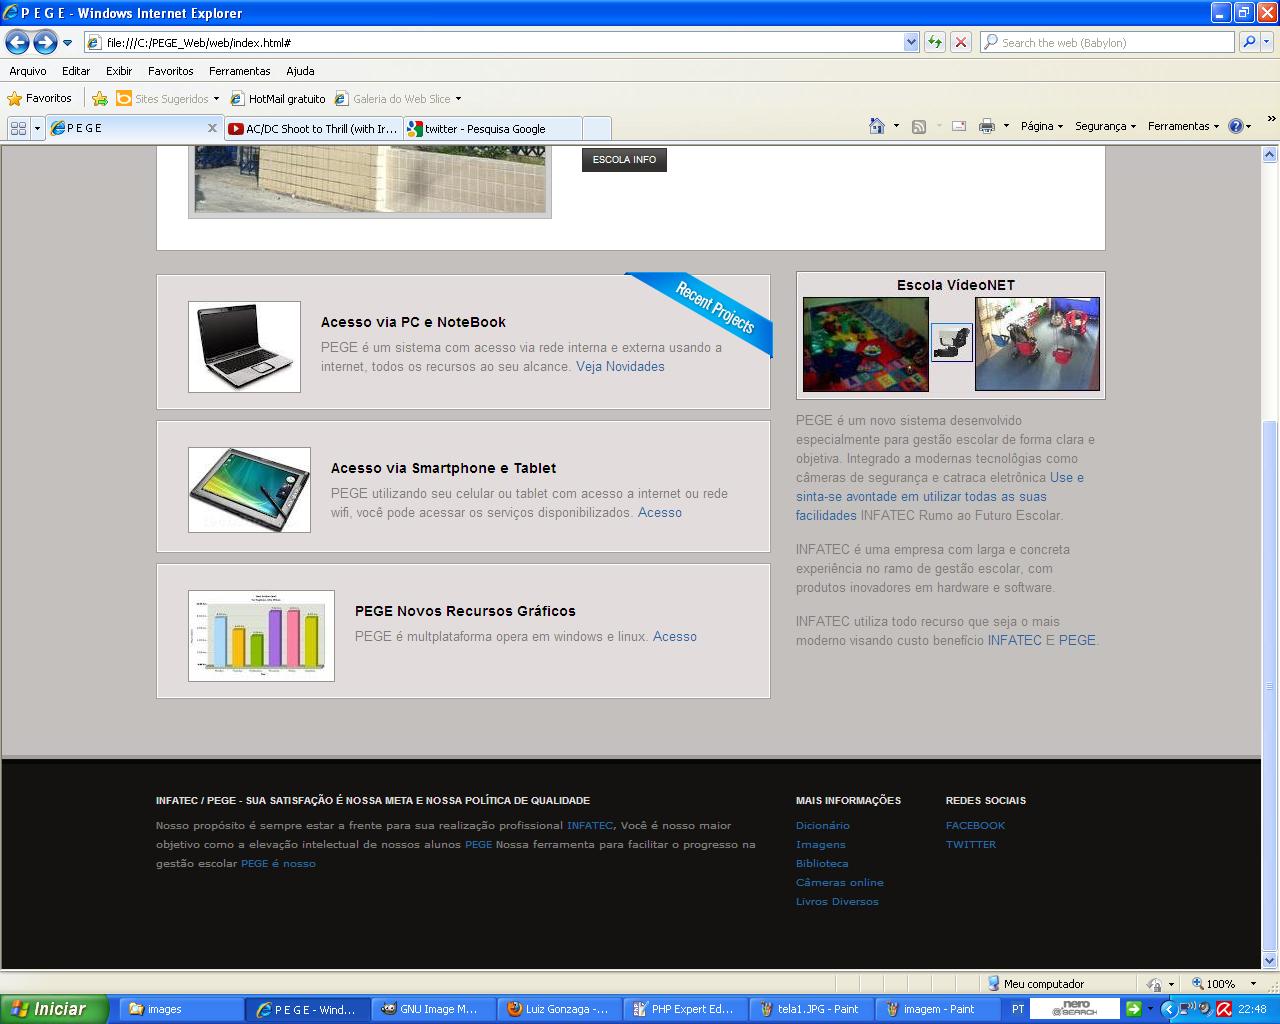 P E G E - Windows Internet Explorer
file:///C:/PEGE_Web/web/index.html#
Search the web (Babylon)
Arquivo Editar Exibir Favoritos Ferramentas Ajuda
Favoritos Sites Sugeridos HotMail gratuito Galeria do Web Slice
P E G E
AC/DC Shoot to Thrill (with Ir...
twitter - Pesquisa Google
Página Segurança Ferramentas
ESCOLA INFO
Recent Projects
Acesso via PC e NoteBook
PEGE é um sistema com acesso via rede interna e externa usando a
internet, todos os recursos ao seu alcance. Veja Novidades
Acesso via Smartphone e Tablet
PEGE utilizando seu celular ou tablet com acesso a internet ou rede
wifi, você pode acessar os serviços disponibilizados. Acesso
PEGE Novos Recursos Gráficos
PEGE é multplataforma opera em windows e linux. Acesso
Escola VídeoNET
PEGE é um novo sistema desenvolvido
especialmente para gestão escolar de forma clara e
objetiva. Integrado a modernas tecnológias como
câmeras de segurança e catraca eletrônica Use e
sinta-se avontade em utilizar todas as suas
facilidades INFATEC Rumo ao Futuro Escolar.
INFATEC é uma empresa com larga e concreta
experiência no ramo de gestão escolar, com
produtos inovadores em hardware e software.
INFATEC utiliza todo recurso que seja o mais
moderno visando custo benefício INFATEC E PEGE.
INFATEC / PEGE - SUA SATISFAÇÃO É NOSSA META E NOSSA POLÍTICA DE QUALIDADE
Nosso propósito é sempre estar a frente para sua realização profissional INFATEC, Você é nosso maior
objetivo como a elevação intelectual de nossos alunos PEGE Nossa ferramenta para facilitar o progresso na
gestão escolar PEGE é nosso
MAIS INFORMAÇÕES
Dicionário
Imagens
Biblioteca
Câmeras online
Livros Diversos
REDES SOCIAIS
FACEBOOK
TWITTER
Meu computador
100%
Iniciar
images
P E G E - Wind...
GNU Image M...
Luiz Gonzaga -...
PHP Expert Ed...
tela1.JPG - Paint
imagem - Paint
PT
nero
SEARCH
22:48